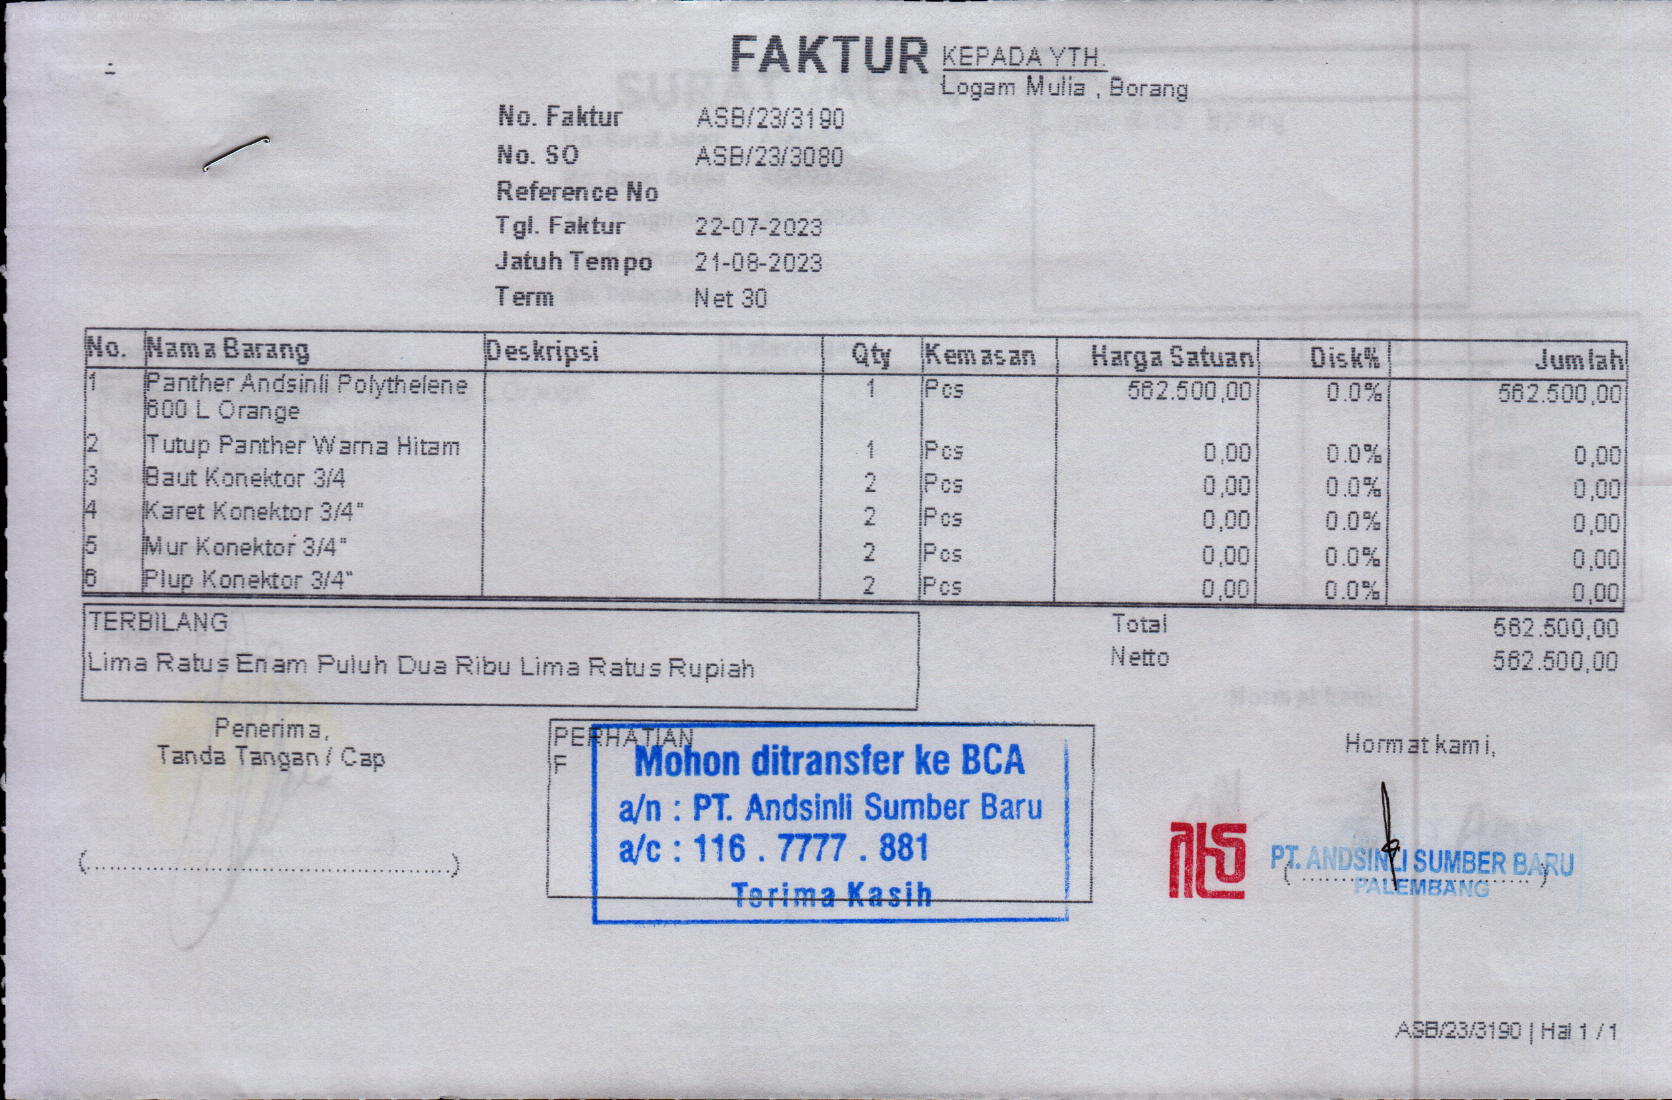 FAKTUR
KEPADA YTH.
Logam Mulia , Borang
No. Faktur ASB/23/3190
No. SO ASB/23/3080
Reference No
Tgl. Faktur 22-07-2023
Jatuh Tempo 21-08-2023
Term Net 30
No. Nama Barang Deskripsi Qty Kemasan Harga Satuan Disk% Jumlah
1 Panther Andsinli Polythelene 1 Pcs 562.500,00 0.0% 562.500,00
600 L Orange
2 Tutup Panther Warna Hitam 1 Pcs 0,00 0.0% 0,00
3 Baut Konektor 3/4 2 Pcs 0,00 0.0% 0,00
4 Karet Konektor 3/4" 2 Pcs 0,00 0.0% 0,00
5 Mur Konektor 3/4" 2 Pcs 0,00 0.0% 0,00
6 Plup Konektor 3/4" 2 Pcs 0,00 0.0% 0,00
TERBILANG
Lima Ratus Enam Puluh Dua Ribu Lima Ratus Rupiah
Total 562.500,00
Netto 562.500,00
Penerima,
Tanda Tangan / Cap
PERHATIAN
F
Mohon ditransfer ke BCA
a/n : PT. Andsinli Sumber Baru
a/c : 116 . 7777 . 881
Terima Kasih
Hormat kami,
PT. ANDSINLI SUMBER BARU
PALEMBANG
ASB/23/3190 | Hal 1 / 1